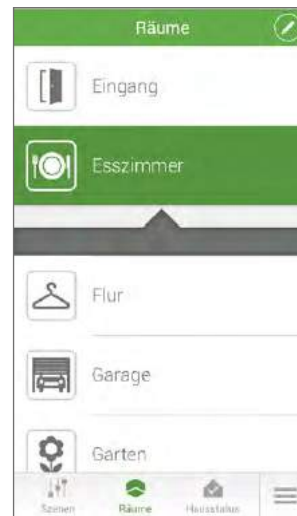 Räume
Eingang
Esszimmer
Flur
Garage
Garten
Szenen
Räume
Hausstatus